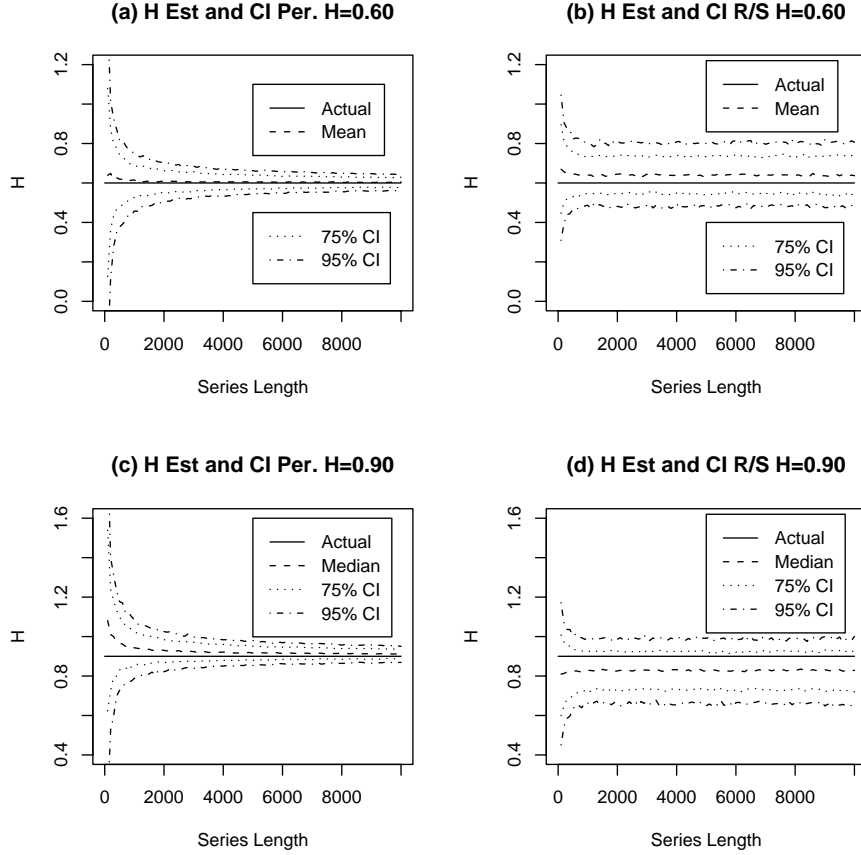 (a) H Est and CI Per. H=0.60
H
1.2
0.8
0.4
0.0
Actual
Mean
75% CI
95% CI
0 2000 4000 6000 8000
Series Length
(b) H Est and CI R/S H=0.60
H
1.2
0.8
0.4
0.0
Actual
Mean
75% CI
95% CI
0 2000 4000 6000 8000
Series Length
(c) H Est and CI Per. H=0.90
H
1.6
1.2
0.8
0.4
Actual
Median
75% CI
95% CI
0 2000 4000 6000 8000
Series Length
(d) H Est and CI R/S H=0.90
H
1.6
1.2
0.8
0.4
Actual
Median
75% CI
95% CI
0 2000 4000 6000 8000
Series Length